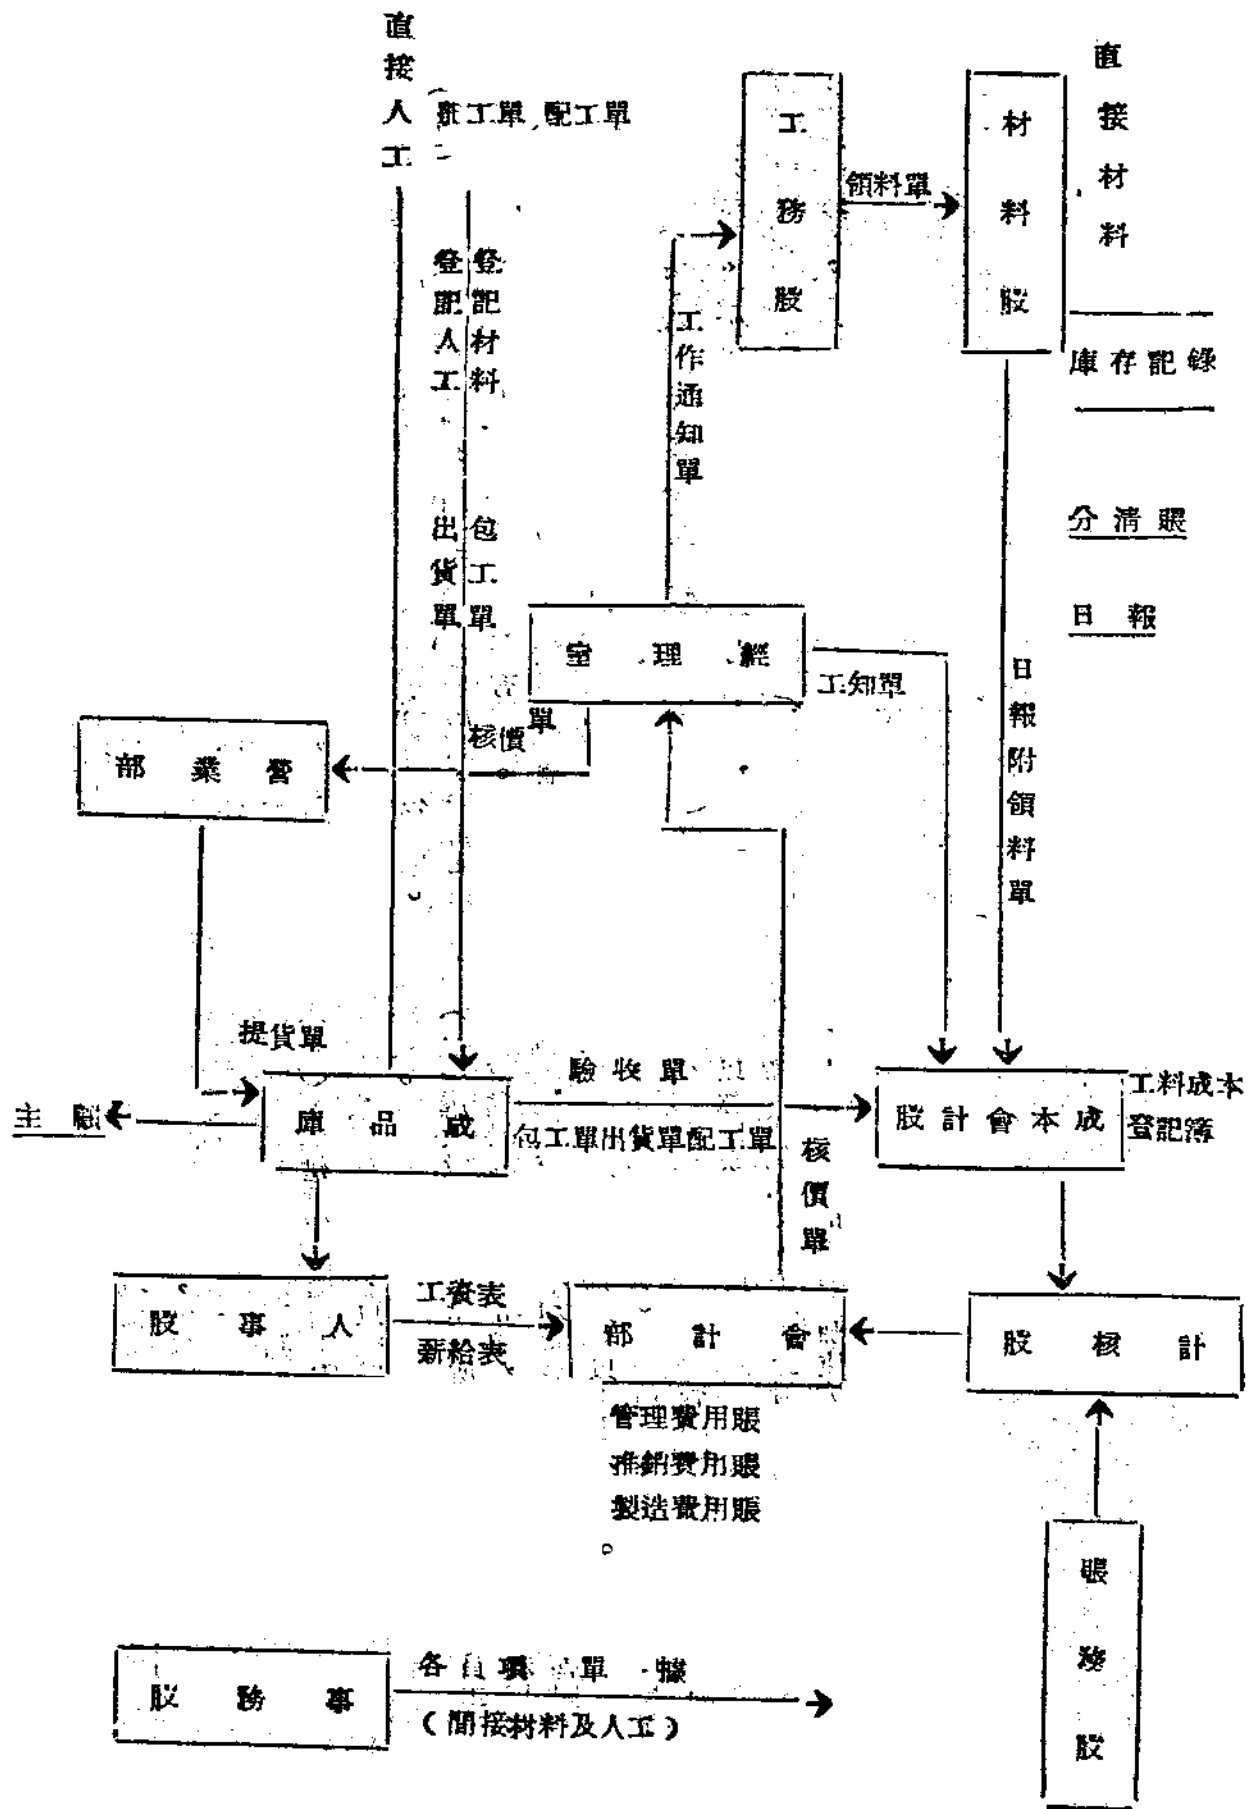 直接人工
工單、配工單
登記人工
登記材料
出貨單
包工單
工務股
領料單
材料股
直接材料
庫存記錄
分清賬
日報
工作通知單
經理室
工知單
日報附領料單
核價單
營業部
提貨單
成品庫
主顧
驗收單
包工單出貨單配工單
成本會計股
工料成本
登記簿
核價單
人事股
工資表
薪給表
會計部
管理費用賬
推銷費用賬
製造費用賬
計核股
賬務股
事務股
各項單據
(間接材料及人工)